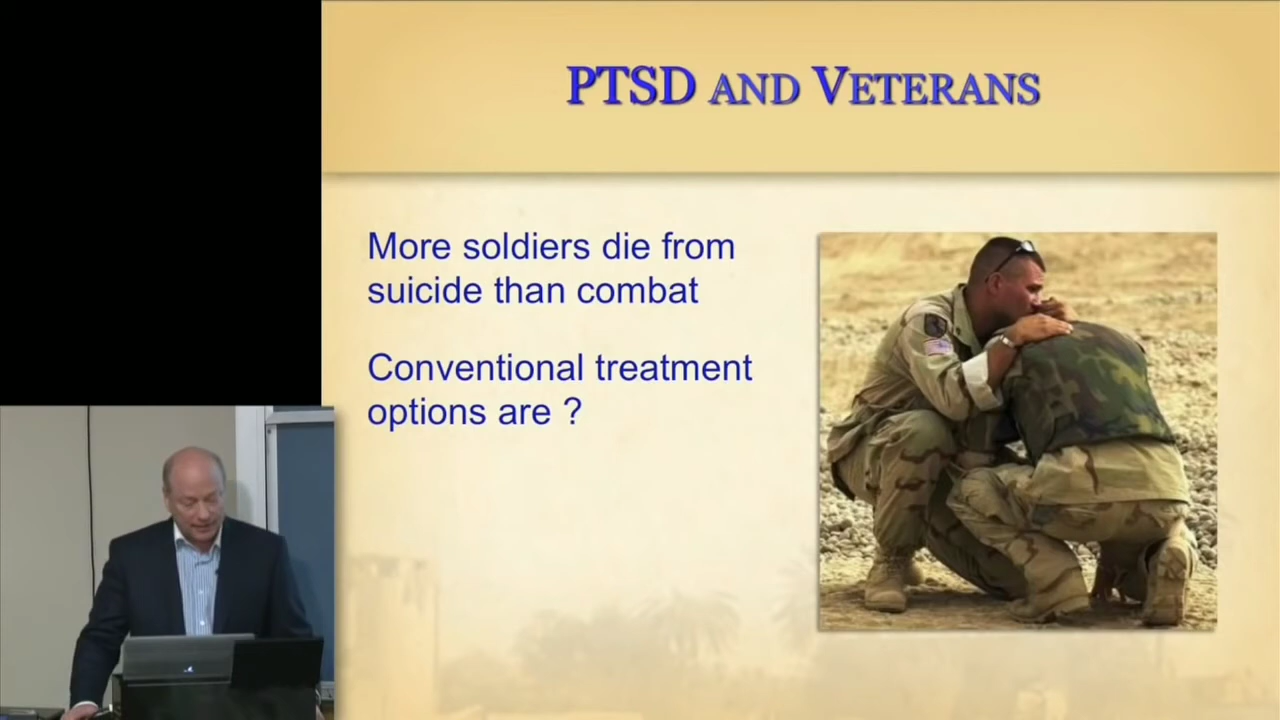 PTSD AND VETERANS
More soldiers die from
suicide than combat
Conventional treatment
options are ?